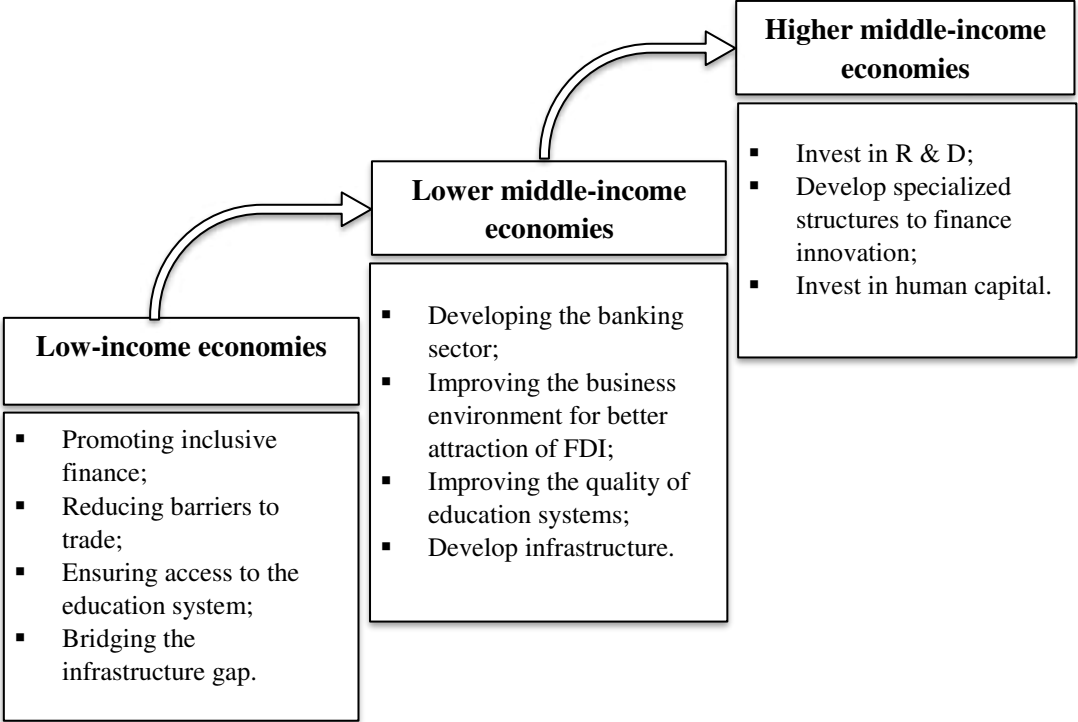 Higher middle-income
economies
▪ Invest in R & D;
▪ Develop specialized
structures to finance
innovation;
▪ Invest in human capital.
Lower middle-income
economies
▪ Developing the banking
sector;
▪ Improving the business
environment for better
attraction of FDI;
▪ Improving the quality of
education systems;
▪ Develop infrastructure.
Low-income economies
▪ Promoting inclusive
finance;
▪ Reducing barriers to
trade;
▪ Ensuring access to the
education system;
▪ Bridging the
infrastructure gap.